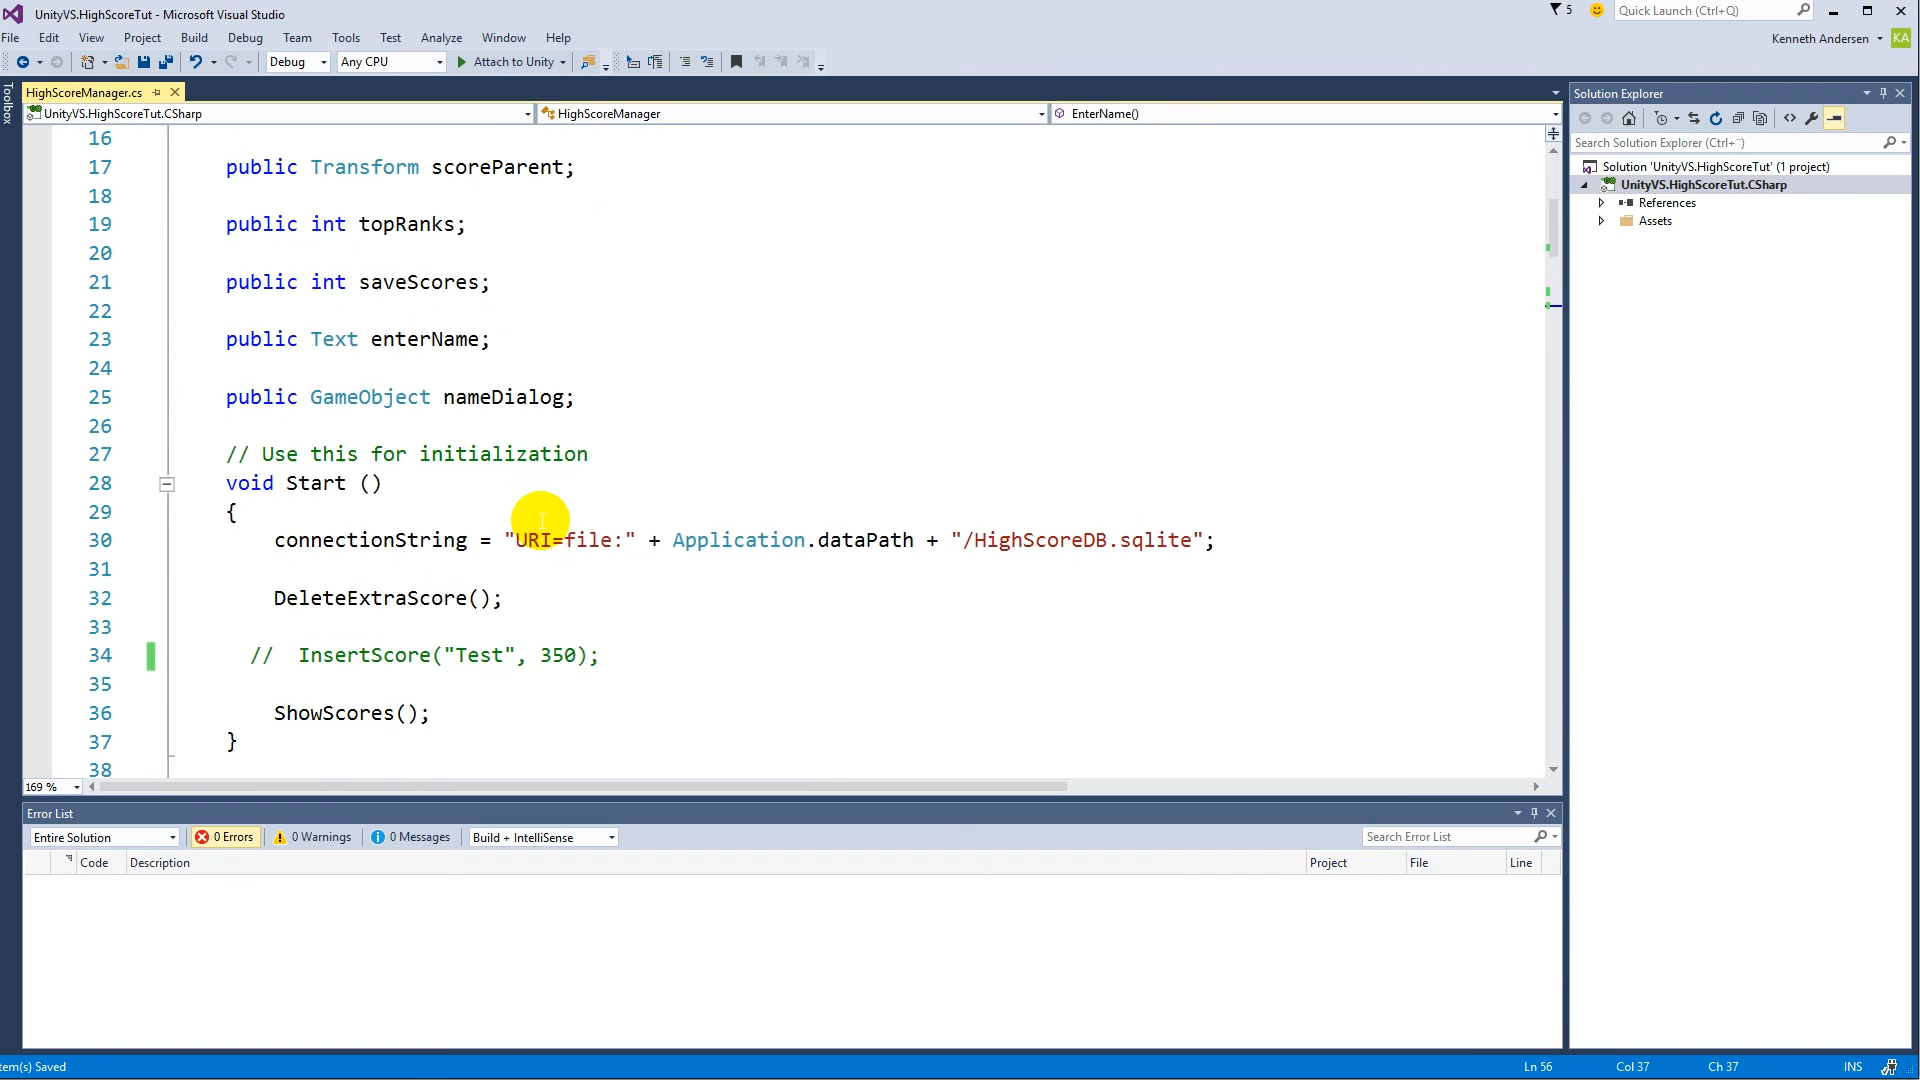 UnityVS.HighScoreTut - Microsoft Visual Studio
5
Quick Launch (Ctrl+Q)
File Edit View Project Build Debug Team Tools Test Analyze Window Help
Kenneth Andersen
KA
Debug
Any CPU
Attach to Unity
Toolbox
HighScoreManager.cs
UnityVS.HighScoreTut.CSharp
HighScoreManager
EnterName()
16
17 public Transform scoreParent;
18
19 public int topRanks;
20
21 public int saveScores;
22
23 public Text enterName;
24
25 public GameObject nameDialog;
26
27 // Use this for initialization
28 void Start ()
29 {
30 connectionString = "URI=file:" + Application.dataPath + "/HighScoreDB.sqlite";
31
32 DeleteExtraScore();
33
34 // InsertScore("Test", 350);
35
36 ShowScores();
37 }
38
169 %
Solution Explorer
Search Solution Explorer (Ctrl+¨)
Solution 'UnityVS.HighScoreTut' (1 project)
UnityVS.HighScoreTut.CSharp
References
Assets
Error List
Entire Solution
0 Errors
0 Warnings
0 Messages
Build + IntelliSense
Search Error List
Code Description Project File Line
tem(s) Saved
Ln 56 Col 37 Ch 37 INS